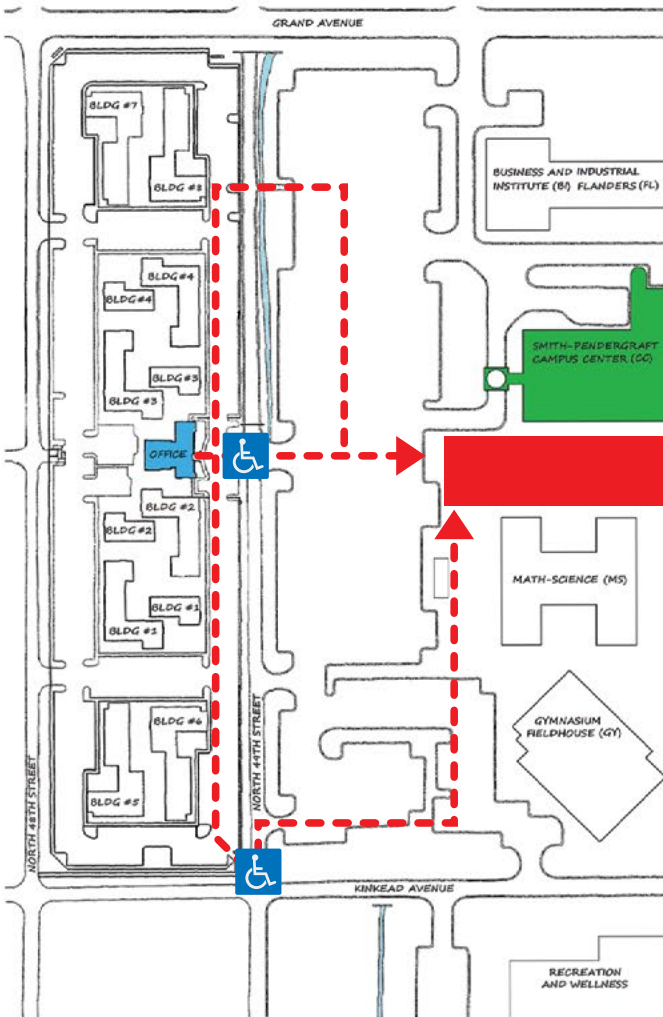 GRAND AVENUE
BLDG #7
BLDG #8
BUSINESS AND INDUSTRIAL
INSTITUTE (BI) FLANDERS (FL)
BLDG #4
BLDG #4
SMITH-PENDERGRAFT
CAMPUS CENTER (CC)
BLDG #3
BLDG #3
OFFICE
BLDG #2
BLDG #2
MATH-SCIENCE (MS)
BLDG #1
BLDG #1
GYMNASIUM
FIELDHOUSE (GY)
BLDG #6
BLDG #5
NORTH 48TH STREET
NORTH 49TH STREET
KINKEAD AVENUE
RECREATION
AND WELLNESS